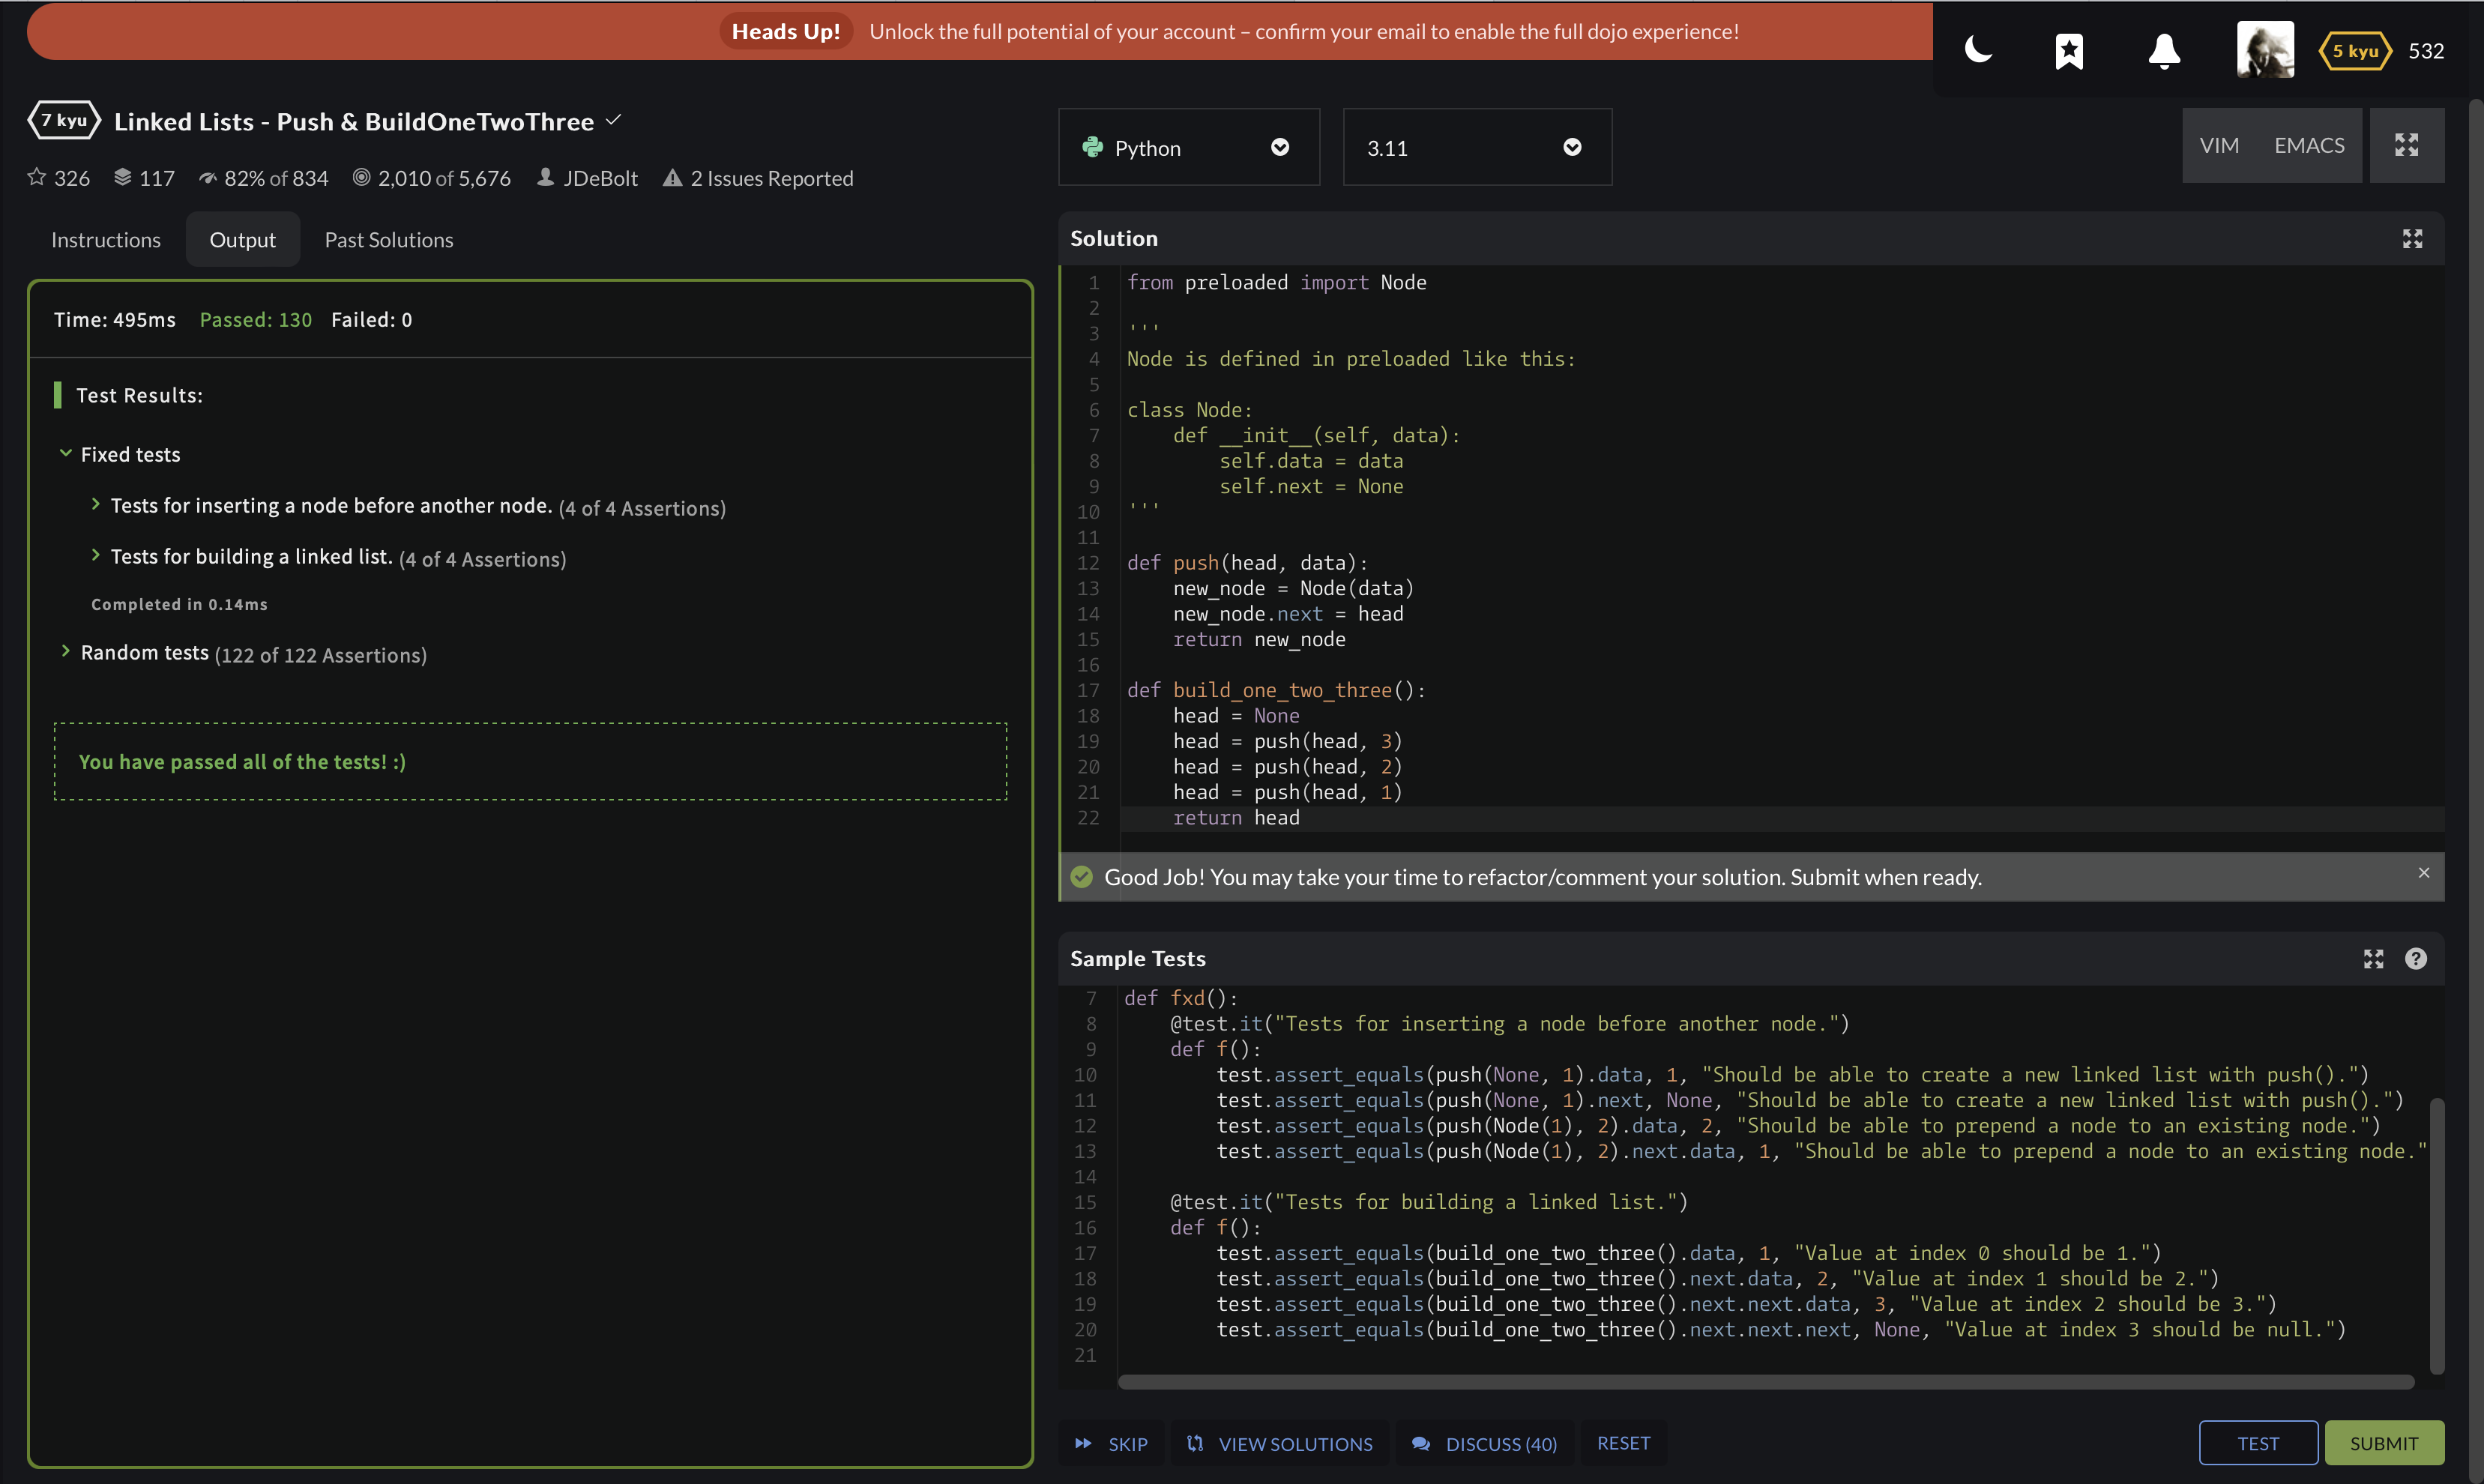 Heads Up! Unlock the full potential of your account – confirm your email to enable the full dojo experience!
5 kyu 532
7 kyu Linked Lists - Push & BuildOneTwoThree
326 117 82% of 834 2,010 of 5,676 JDeBolt 2 Issues Reported
Instructions Output Past Solutions
Time: 495ms Passed: 130 Failed: 0
Test Results:
Fixed tests
Tests for inserting a node before another node. (4 of 4 Assertions)
Tests for building a linked list. (4 of 4 Assertions)
Completed in 0.14ms
Random tests (122 of 122 Assertions)
You have passed all of the tests! :)
Python 3.11 VIM EMACS
Solution
1 from preloaded import Node
2
3 '''
4 Node is defined in preloaded like this:
5
6 class Node:
7     def __init__(self, data):
8         self.data = data
9         self.next = None
10 '''
11
12 def push(head, data):
13     new_node = Node(data)
14     new_node.next = head
15     return new_node
16
17 def build_one_two_three():
18     head = None
19     head = push(head, 3)
20     head = push(head, 2)
21     head = push(head, 1)
22     return head
Good Job! You may take your time to refactor/comment your solution. Submit when ready.
Sample Tests
7 def fxd():
8     @test.it("Tests for inserting a node before another node.")
9     def f():
10         test.assert_equals(push(None, 1).data, 1, "Should be able to create a new linked list with push().")
11         test.assert_equals(push(None, 1).next, None, "Should be able to create a new linked list with push().")
12         test.assert_equals(push(Node(1), 2).data, 2, "Should be able to prepend a node to an existing node.")
13         test.assert_equals(push(Node(1), 2).next.data, 1, "Should be able to prepend a node to an existing node."
14
15     @test.it("Tests for building a linked list.")
16     def f():
17         test.assert_equals(build_one_two_three().data, 1, "Value at index 0 should be 1.")
18         test.assert_equals(build_one_two_three().next.data, 2, "Value at index 1 should be 2.")
19         test.assert_equals(build_one_two_three().next.next.data, 3, "Value at index 2 should be 3.")
20         test.assert_equals(build_one_two_three().next.next.next, None, "Value at index 3 should be null.")
21
SKIP VIEW SOLUTIONS DISCUSS (40) RESET TEST SUBMIT